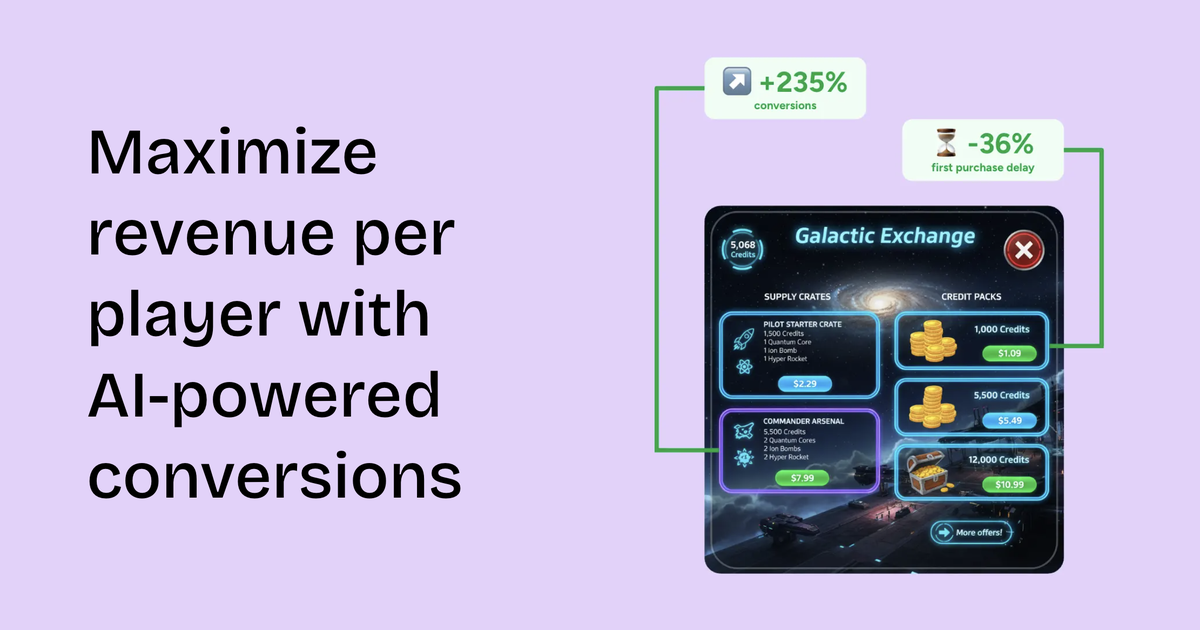 Maximize
revenue per
player with
AI-powered
conversions
+235%
conversions
-36%
first purchase delay
5,068
Credits
Galactic Exchange
SUPPLY CRATES
PILOT STARTER CRATE
1,500 Credits
1 Quantum Core
1 Ion Bomb
1 Hyper Rocket
$2.29
COMMANDER ARSENAL
5,500 Credits
2 Quantum Cores
2 Ion Bombs
2 Hyper Rocket
$7.99
CREDIT PACKS
1,000 Credits
$1.09
5,500 Credits
$5.49
12,000 Credits
$10.99
More offers!